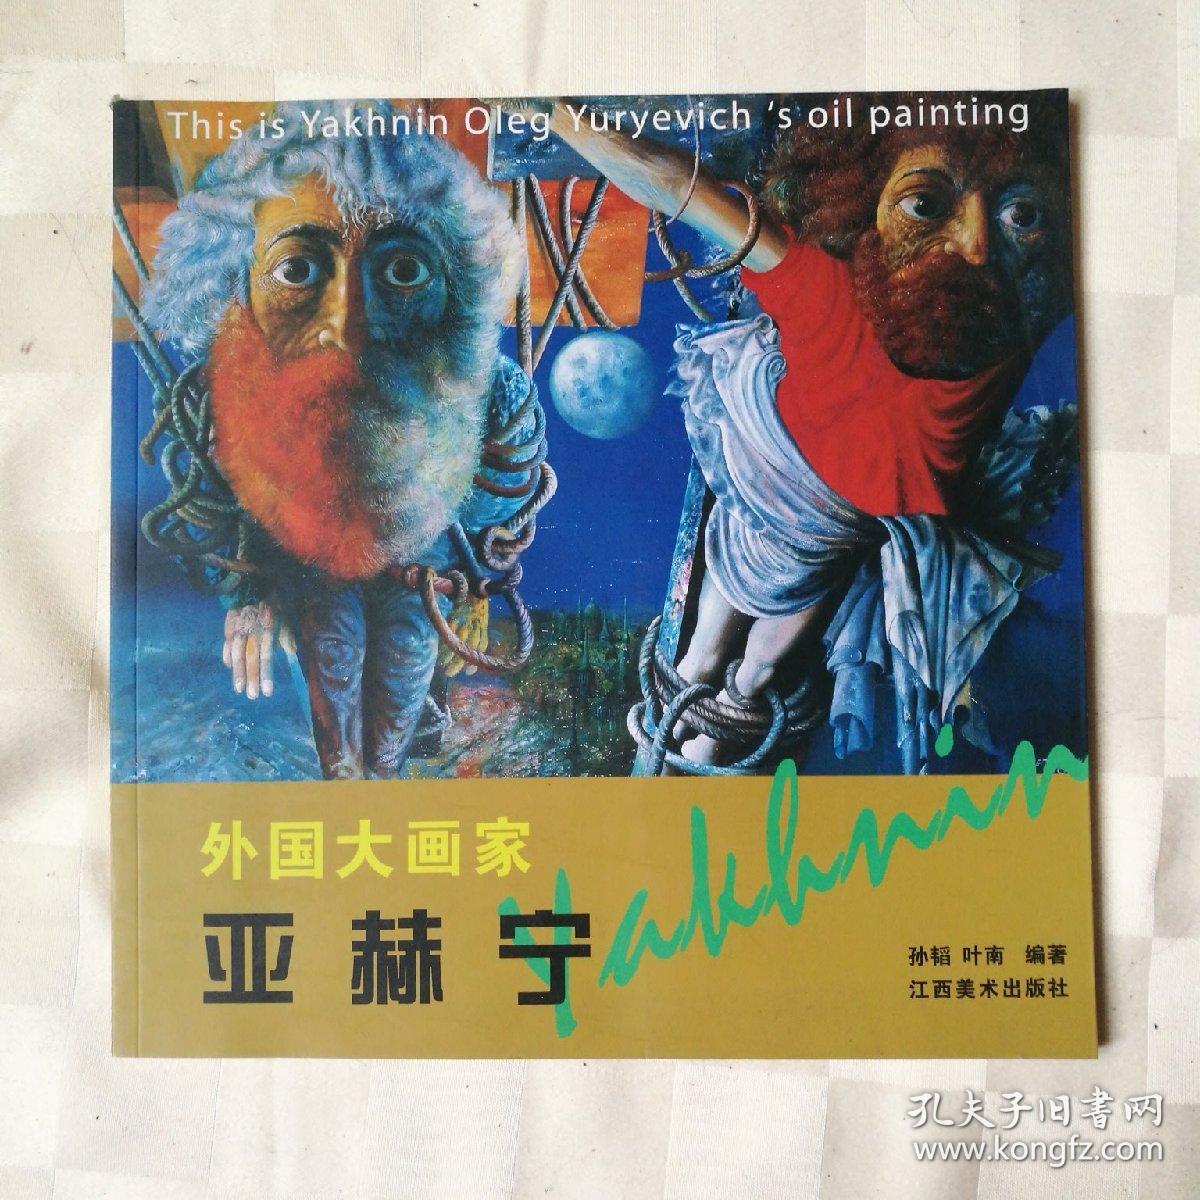 This is Yakhnin Oleg Yuryevich 's oil painting
外国大画家
亚赫宁
Yakhnin
孙韬 叶南 编著
江西美术出版社
孔夫子旧书网
www.kongfz.com